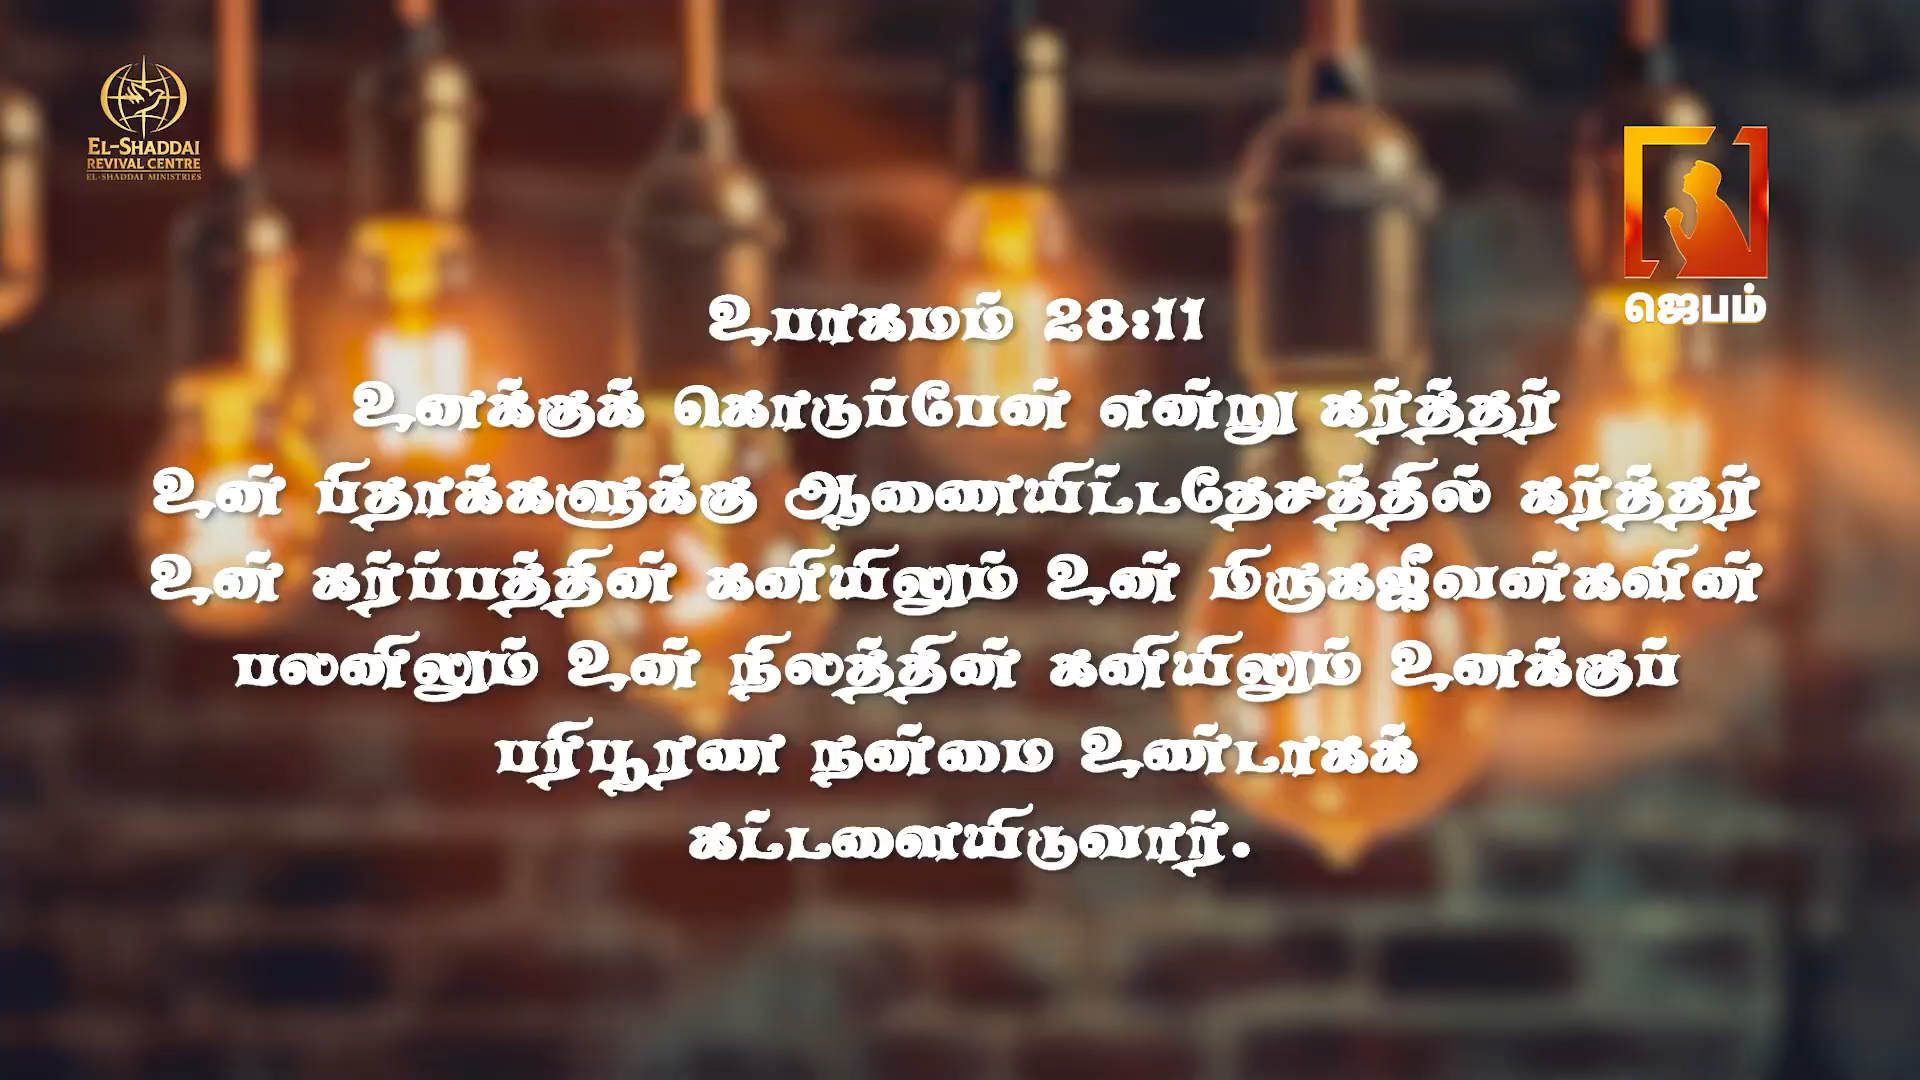 EL-SHADDAI
REVIVAL CENTRE
EL-SHADDAI MINISTRIES
ஜெபம்
உபாகமம் 28:11
உனக்குக் கொடுப்பேன் என்று கர்த்தர்
உன் பிதாக்களுக்கு ஆணையிட்டதேசத்தில் கர்த்தர்
உன் கர்ப்பத்தின் கனியிலும் உன் மிருகஜீவன்களின்
பலனிலும் உன் நிலத்தின் கனியிலும் உனக்குப்
பரிபூரண நன்மை உண்டாகக்
கட்டளையிடுவார்.